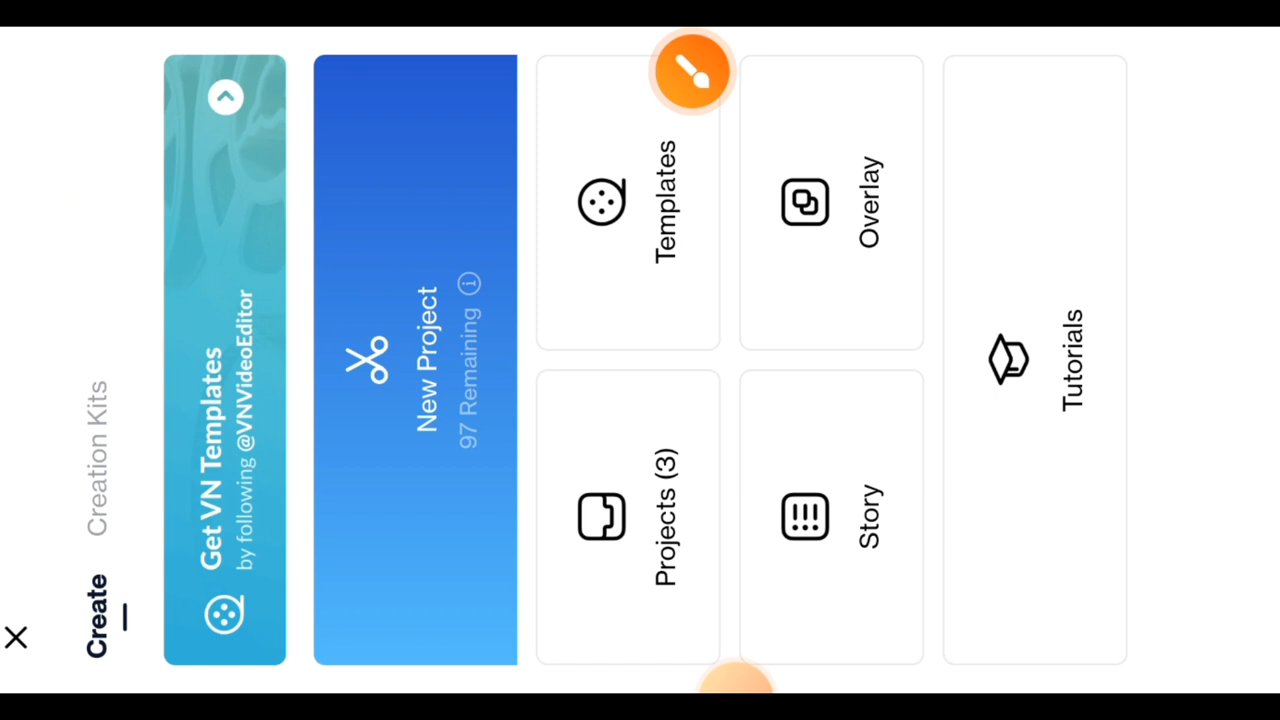 Create Creation Kits
Get VN Templates
by following @VNVideoEditor
New Project
97 Remaining
Projects (3)
Templates
Story
Overlay
Tutorials